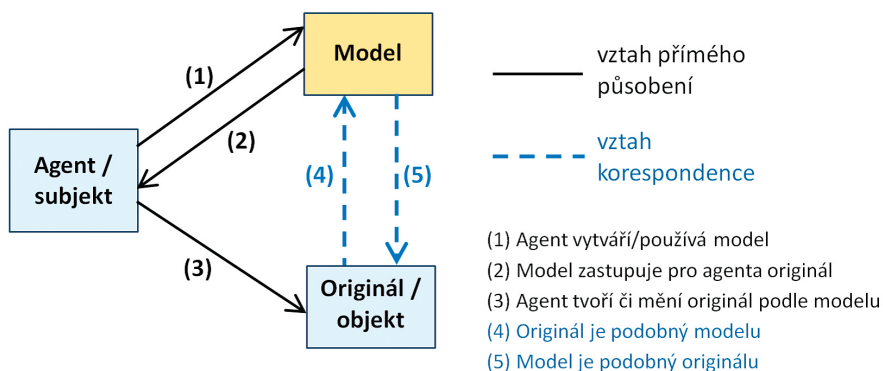 Model
(1)
(2)
Agent /
subjekt
(4)
(5)
(3)
Originál /
objekt
vztah přímého
působení
vztah
korespondence
(1) Agent vytváří/používá model
(2) Model zastupuje pro agenta originál
(3) Agent tvoří či mění originál podle modelu
(4) Originál je podobný modelu
(5) Model je podobný originálu